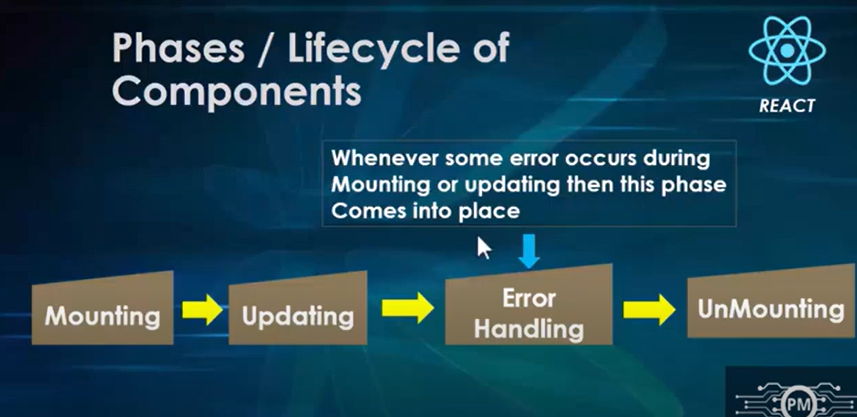 Phases / Lifecycle of
Components
REACT
Whenever some error occurs during
Mounting or updating then this phase
Comes into place
Mounting
Updating
Error
Handling
UnMounting
PM